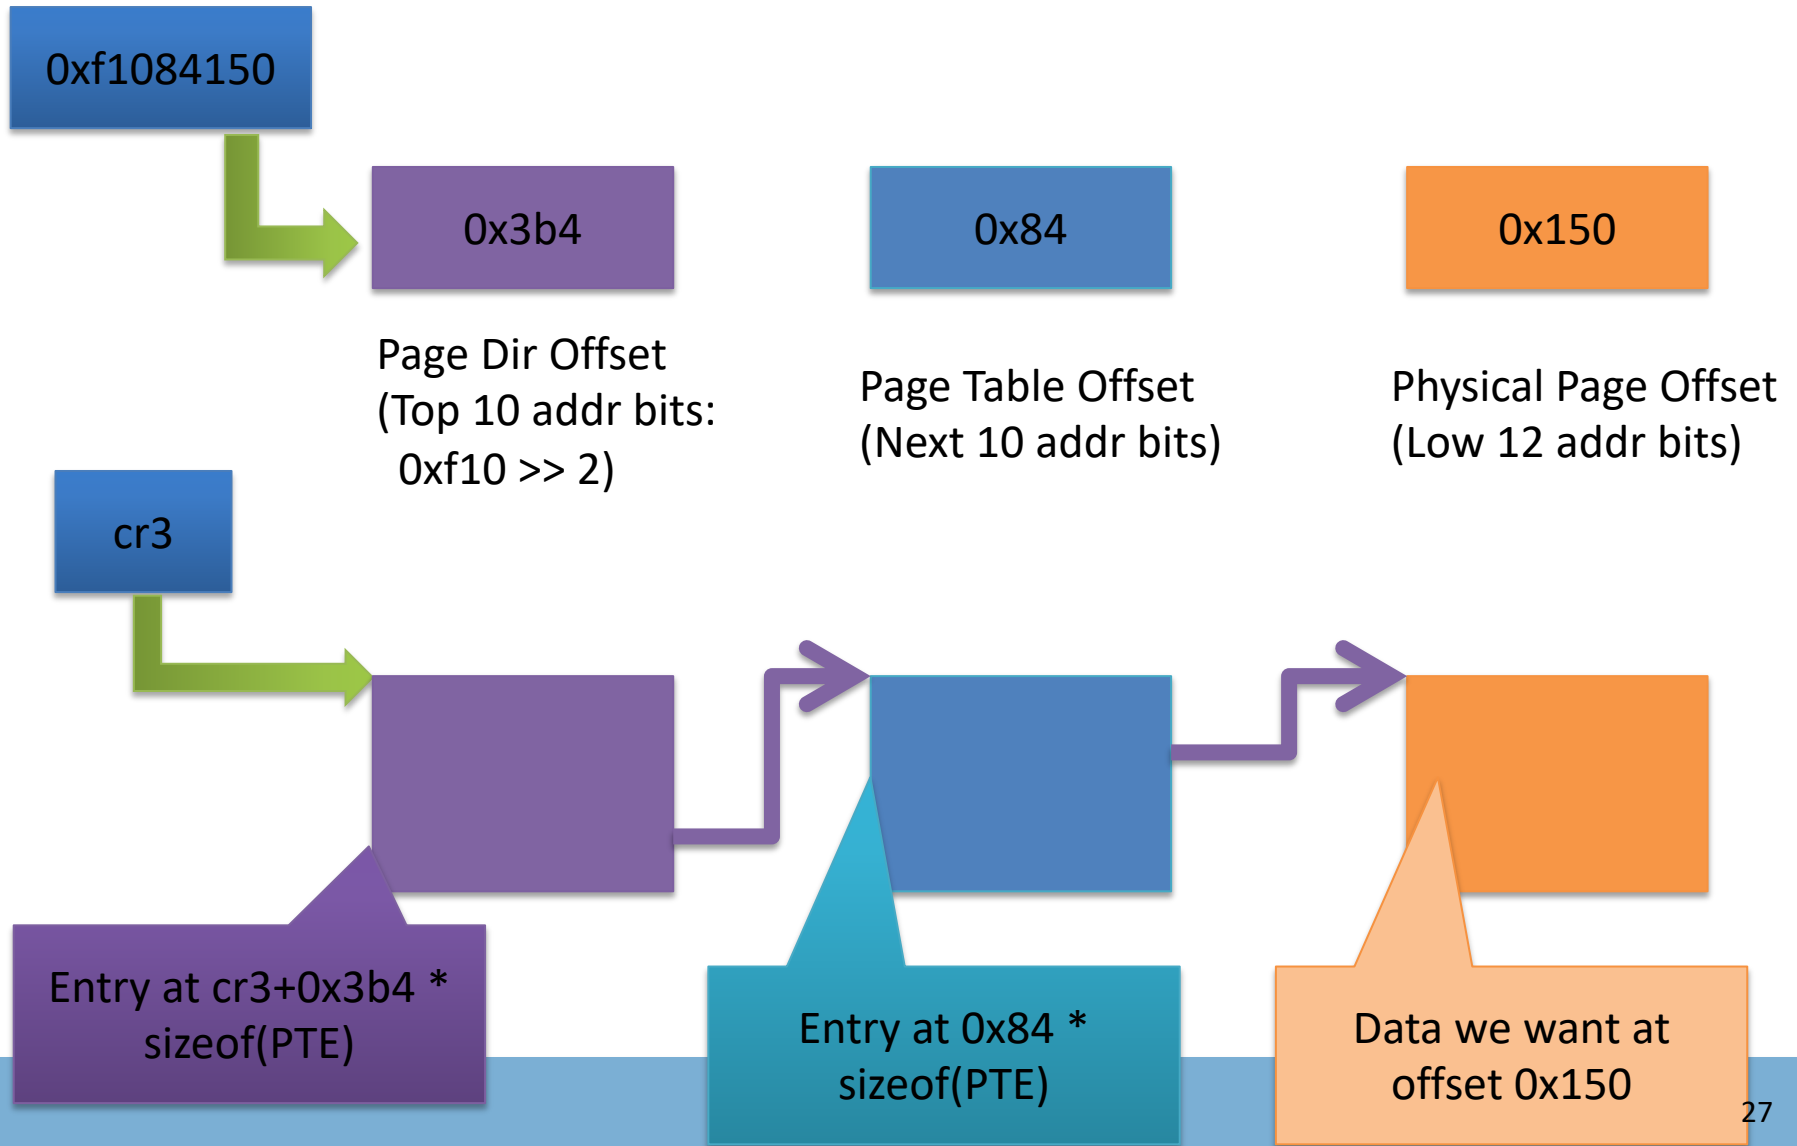 0xf1084150
0x3b4
0x84
0x150
Page Dir Offset
(Top 10 addr bits:
0xf10 >> 2)
Page Table Offset
(Next 10 addr bits)
Physical Page Offset
(Low 12 addr bits)
cr3
Entry at cr3+0x3b4 *
sizeof(PTE)
Entry at 0x84 *
sizeof(PTE)
Data we want at
offset 0x150
27